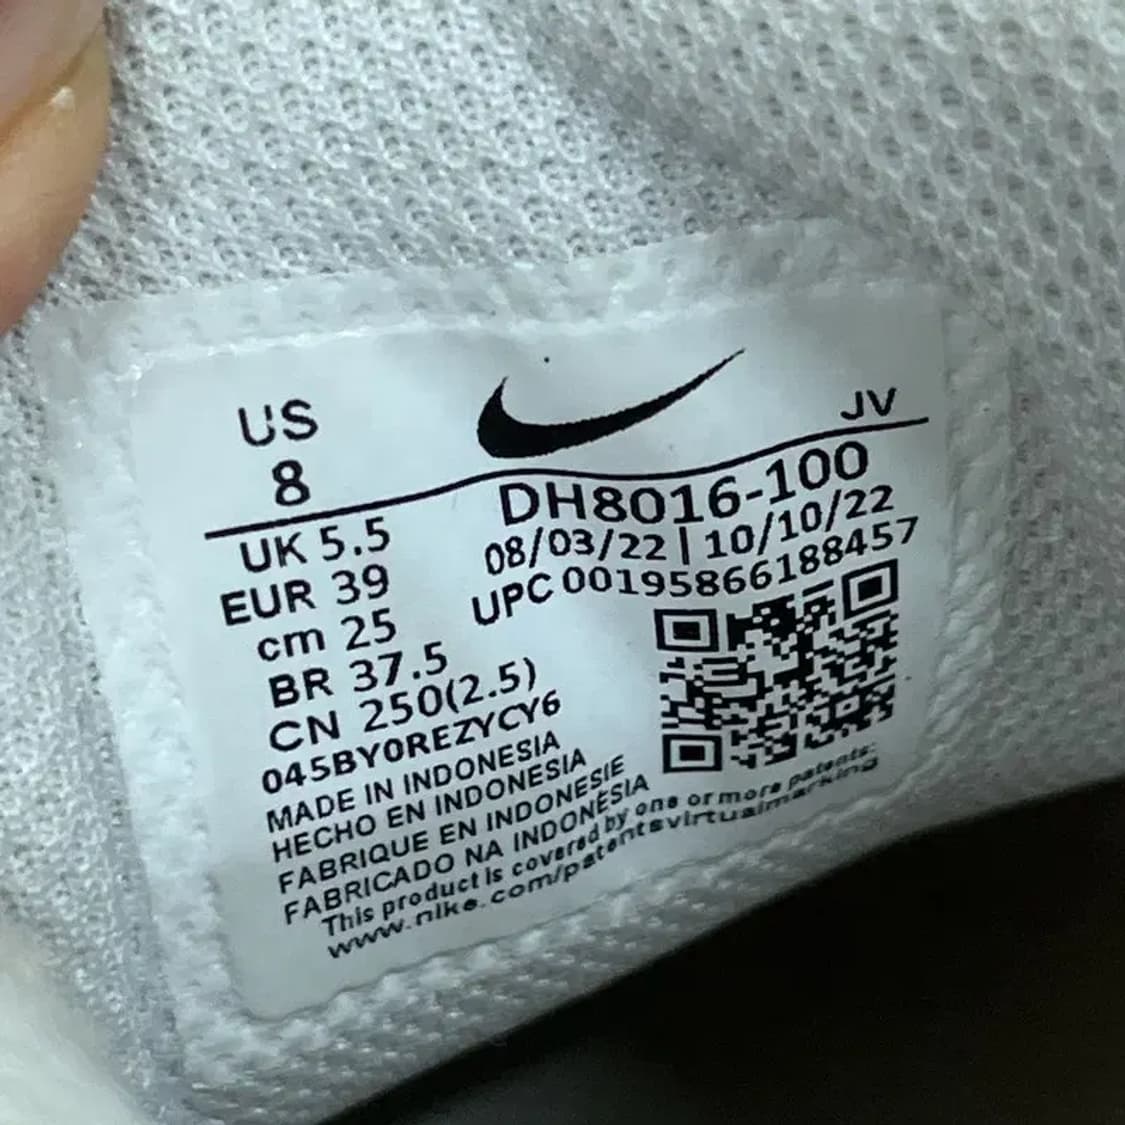 US
8
JV
UK 5.5
EUR 39
cm 25
BR 37.5
CN 250(2.5)
DH8016-100
08/03/22 | 10/10/22
UPC 00195866188457
045BY0REZYCY6
MADE IN INDONESIA
HECHO EN INDONESIA
FABRIQUE EN INDONESIE
FABRICADO NA INDONÉSIA
This product is covered by one or more patents:
www.nike.com/patentsvirtualmarking